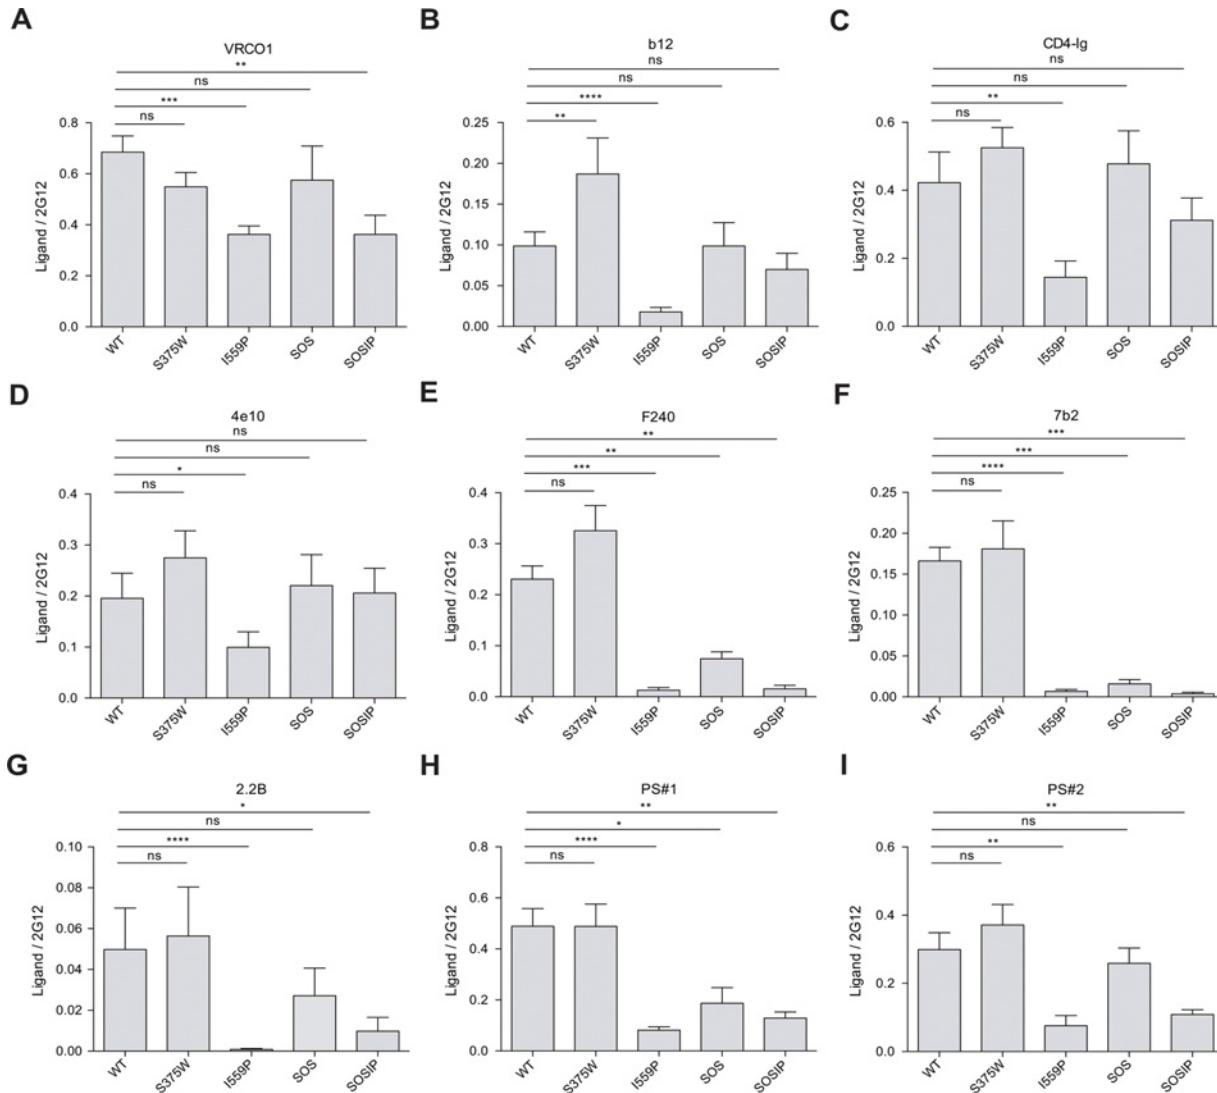 A
VRCO1
**
ns
***
ns
Ligand / 2G12
0.8
0.6
0.4
0.2
0.0
WT
S375W
I559P
SOS
SOSIP
B
b12
ns
ns
****
**
Ligand / 2G12
0.25
0.20
0.15
0.10
0.05
0.00
WT
S375W
I559P
SOS
SOSIP
C
CD4-Ig
ns
ns
**
ns
Ligand / 2G12
0.6
0.4
0.2
0.0
WT
S375W
I559P
SOS
SOSIP
D
4e10
ns
ns
*
ns
Ligand / 2G12
0.4
0.3
0.2
0.1
0.0
WT
S375W
I559P
SOS
SOSIP
E
F240
**
**
***
ns
Ligand / 2G12
0.4
0.3
0.2
0.1
0.0
WT
S375W
I559P
SOS
SOSIP
F
7b2
***
***
****
ns
Ligand / 2G12
0.25
0.20
0.15
0.10
0.05
0.00
WT
S375W
I559P
SOS
SOSIP
G
2.2B
*
ns
****
ns
Ligand / 2G12
0.10
0.08
0.06
0.04
0.02
0.00
WT
S375W
I559P
SOS
SOSIP
H
PS#1
**
*
****
ns
Ligand / 2G12
0.8
0.6
0.4
0.2
0.0
WT
S375W
I559P
SOS
SOSIP
I
PS#2
**
ns
**
ns
Ligand / 2G12
0.6
0.4
0.2
0.0
WT
S375W
I559P
SOS
SOSIP